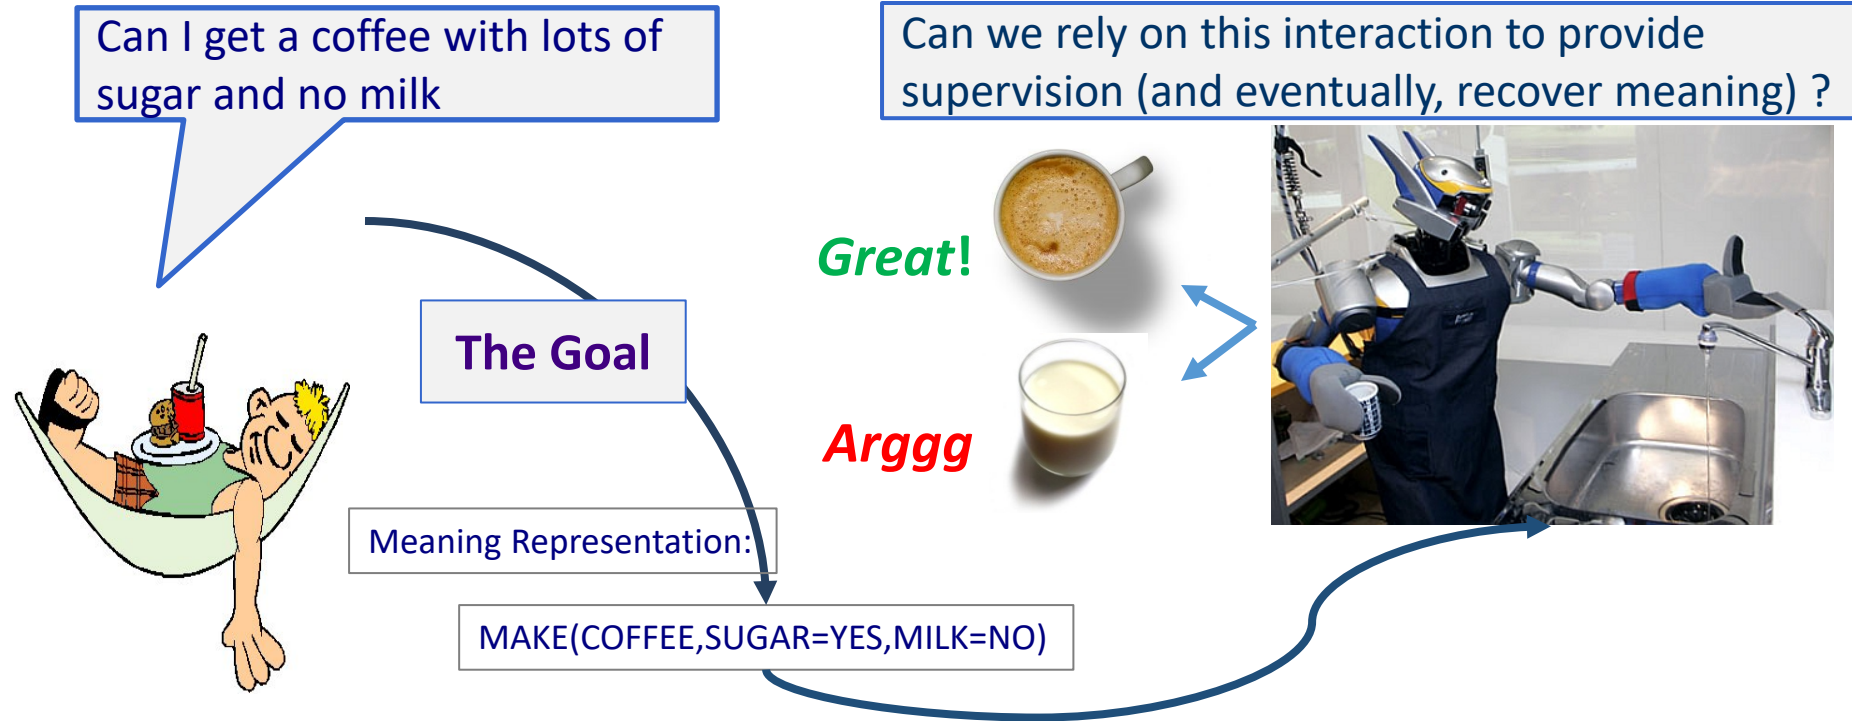 Can I get a coffee with lots of
sugar and no milk
Can we rely on this interaction to provide
supervision (and eventually, recover meaning) ?
Great!
The Goal
Arggg
Meaning Representation:
MAKE(COFFEE,SUGAR=YES,MILK=NO)